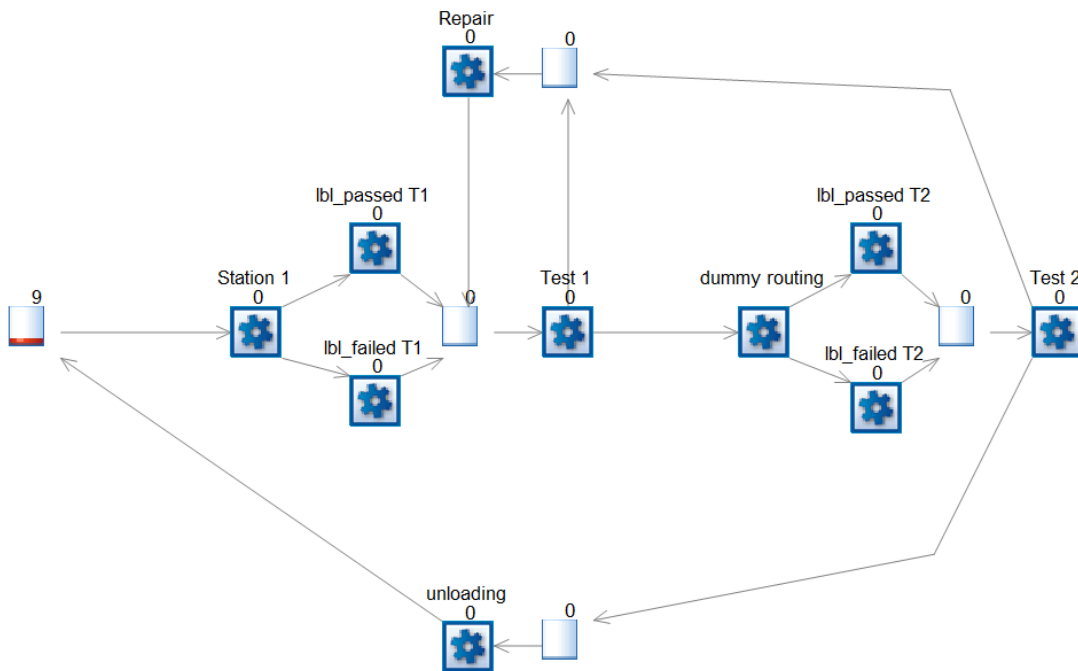 Repair
0
0
lbl_passed T1
0
lbl_passed T2
0
Station 1
0
0
Test 1
0
dummy routing
0
Test 2
0
9
lbl_failed T1
0
lbl_failed T2
0
unloading
0
0